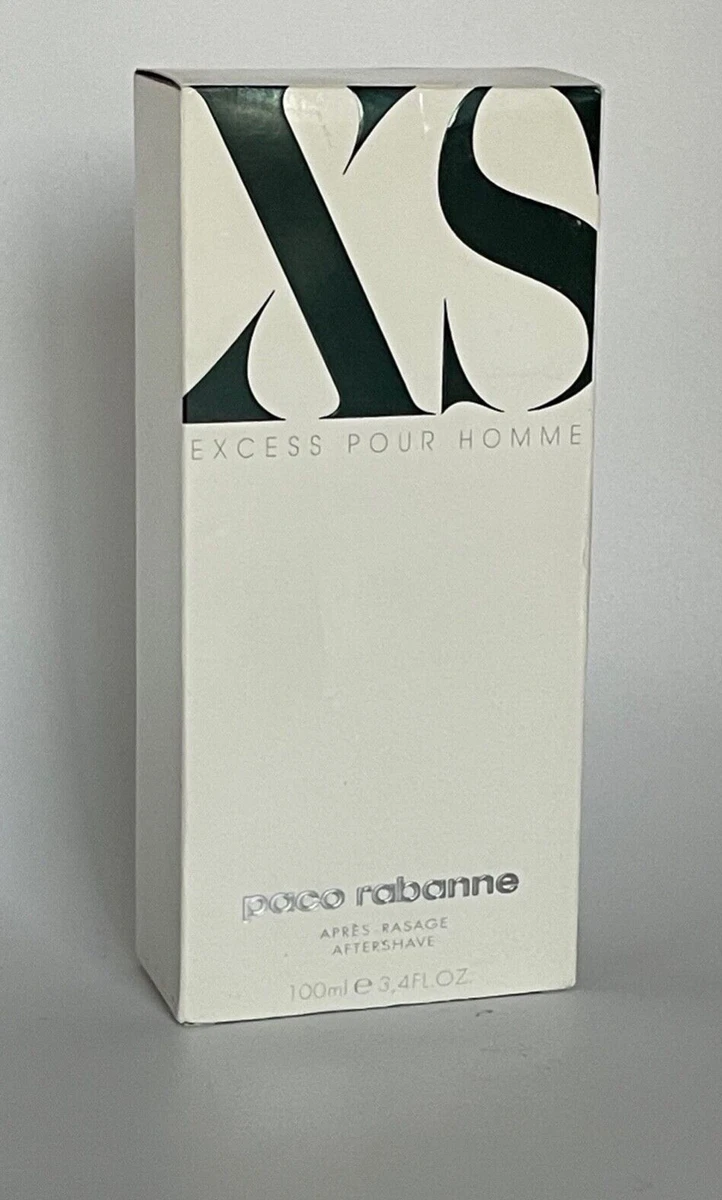 XS
EXCESS POUR HOMME
paco rabanne
APRÈS RASAGE
AFTERSHAVE
100ml ℮ 3,4FL.OZ.